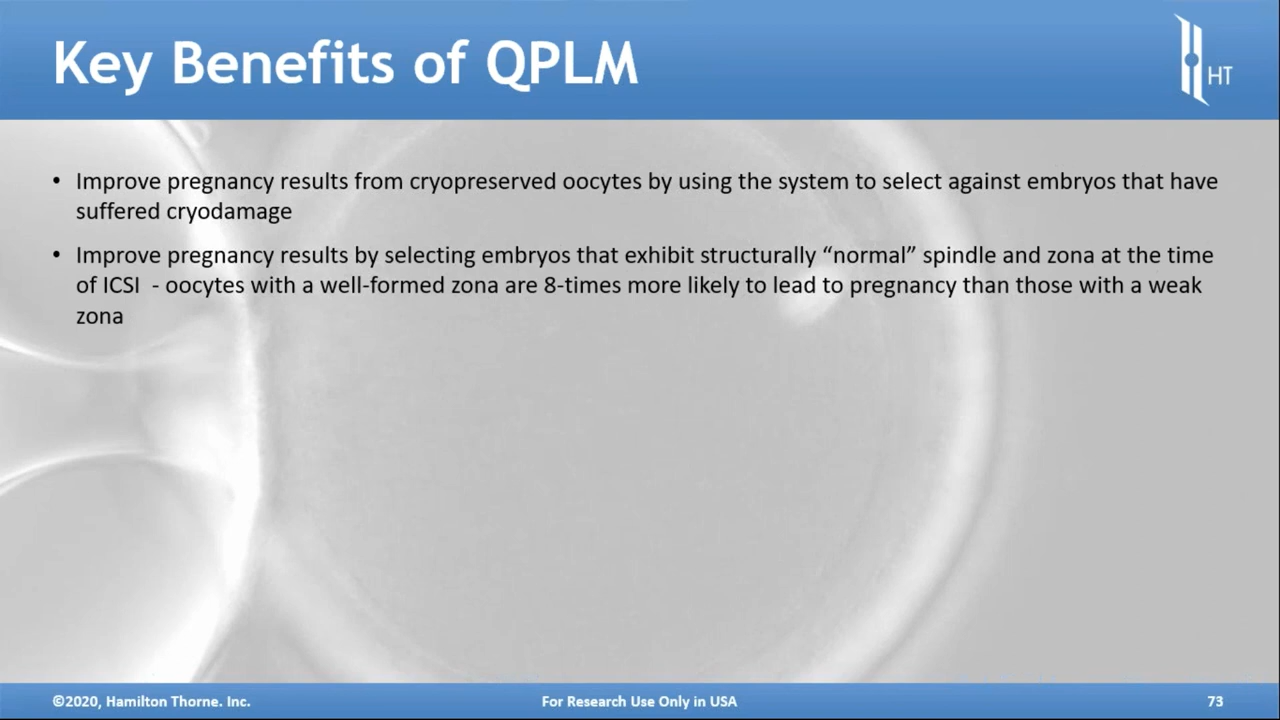 Key Benefits of QPLM
HT
• Improve pregnancy results from cryopreserved oocytes by using the system to select against embryos that have
suffered cryodamage
• Improve pregnancy results by selecting embryos that exhibit structurally “normal” spindle and zona at the time
of ICSI - oocytes with a well-formed zona are 8-times more likely to lead to pregnancy than those with a weak
zona
©2020, Hamilton Thorne. Inc.
For Research Use Only in USA
73